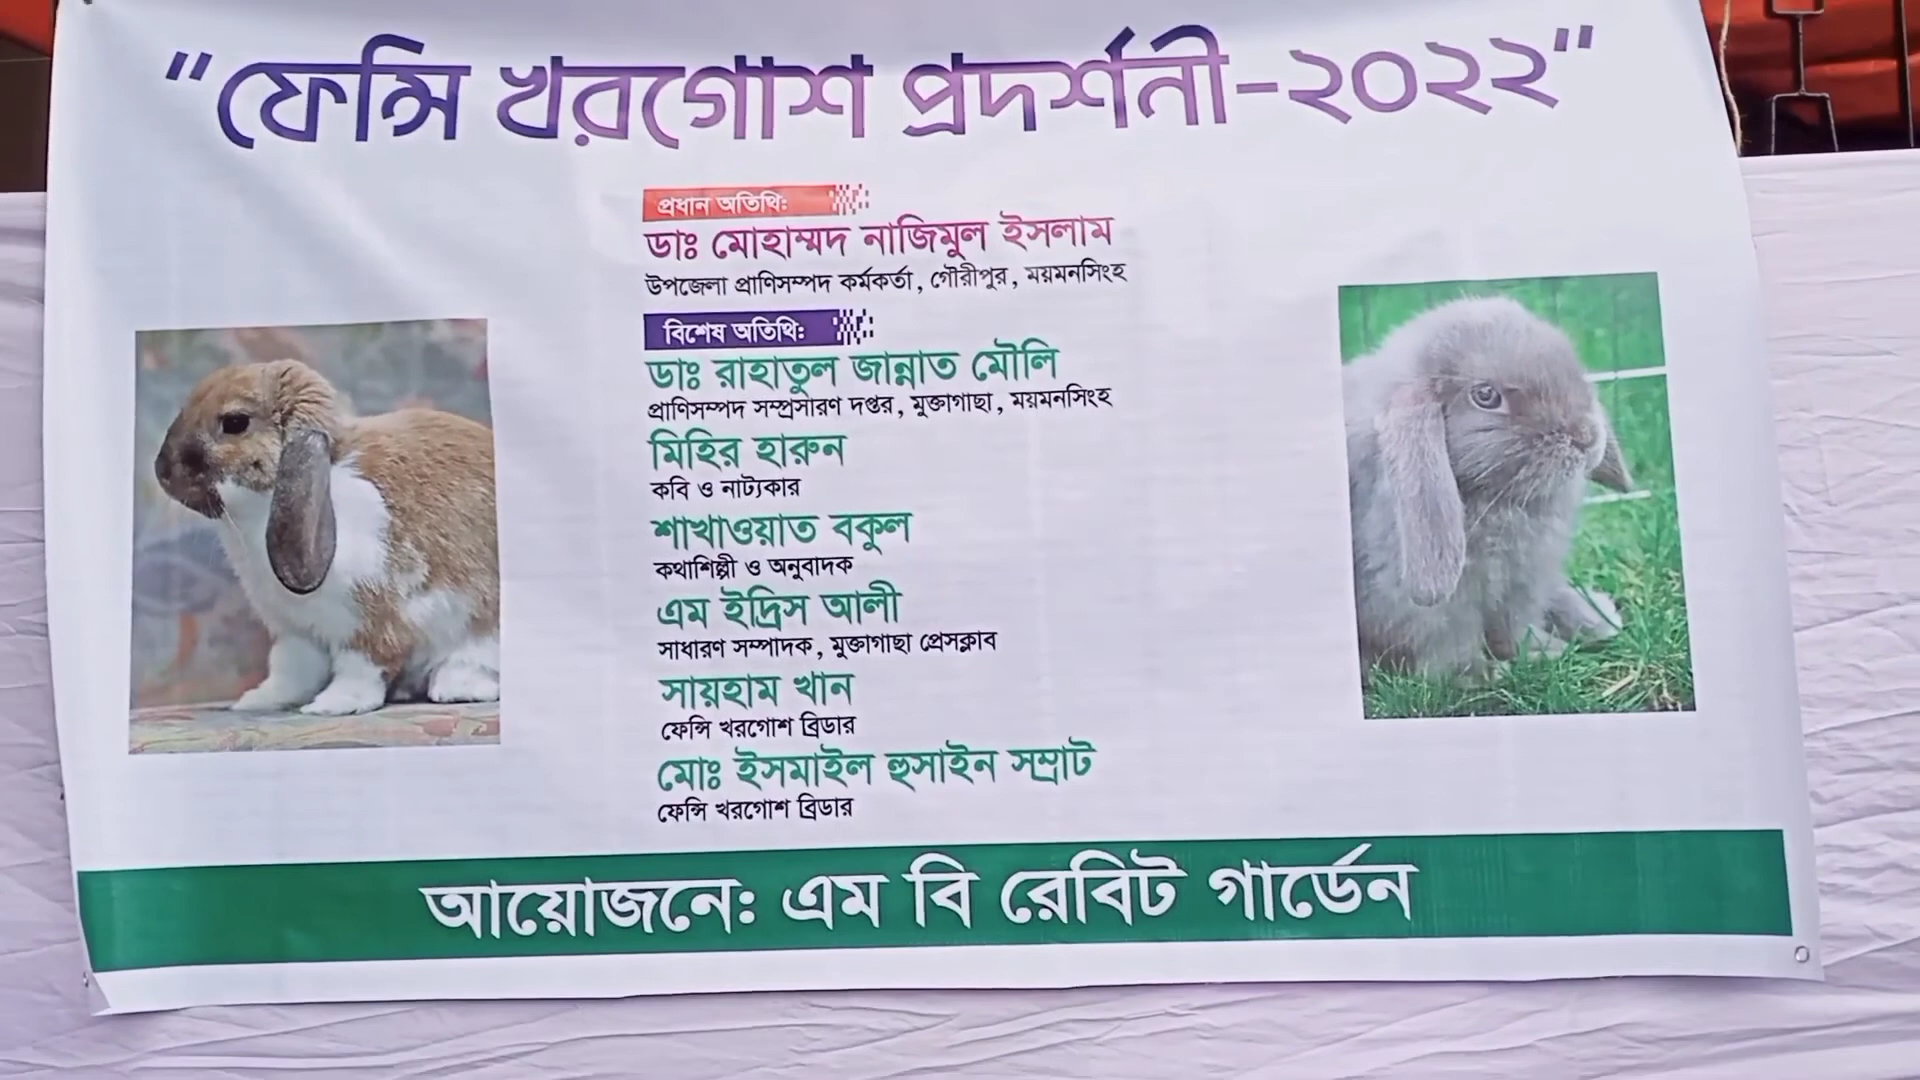 “ফেন্সি খরগোশ প্রদর্শনী-২০২২”
প্রধান অতিথি:
ডাঃ মোহাম্মদ নাজিমুল ইসলাম
উপজেলা প্রাণিসম্পদ কর্মকর্তা, গৌরীপুর, ময়মনসিংহ
বিশেষ অতিথি:
ডাঃ রাহাতুল জান্নাত মৌলি
প্রাণিসম্পদ সম্প্রসারণ দপ্তর, মুক্তাগাছা, ময়মনসিংহ
মিহির হারুন
কবি ও নাট্যকার
শাখাওয়াত বকুল
কথাশিল্পী ও অনুবাদক
এম ইদ্রিস আলী
সাধারণ সম্পাদক, মুক্তাগাছা প্রেসক্লাব
সায়হাম খান
ফেন্সি খরগোশ ব্রিডার
মোঃ ইসমাইল হুসাইন সম্রাট
ফেন্সি খরগোশ ব্রিডার
আয়োজনে: এম বি রেবিট গার্ডেন